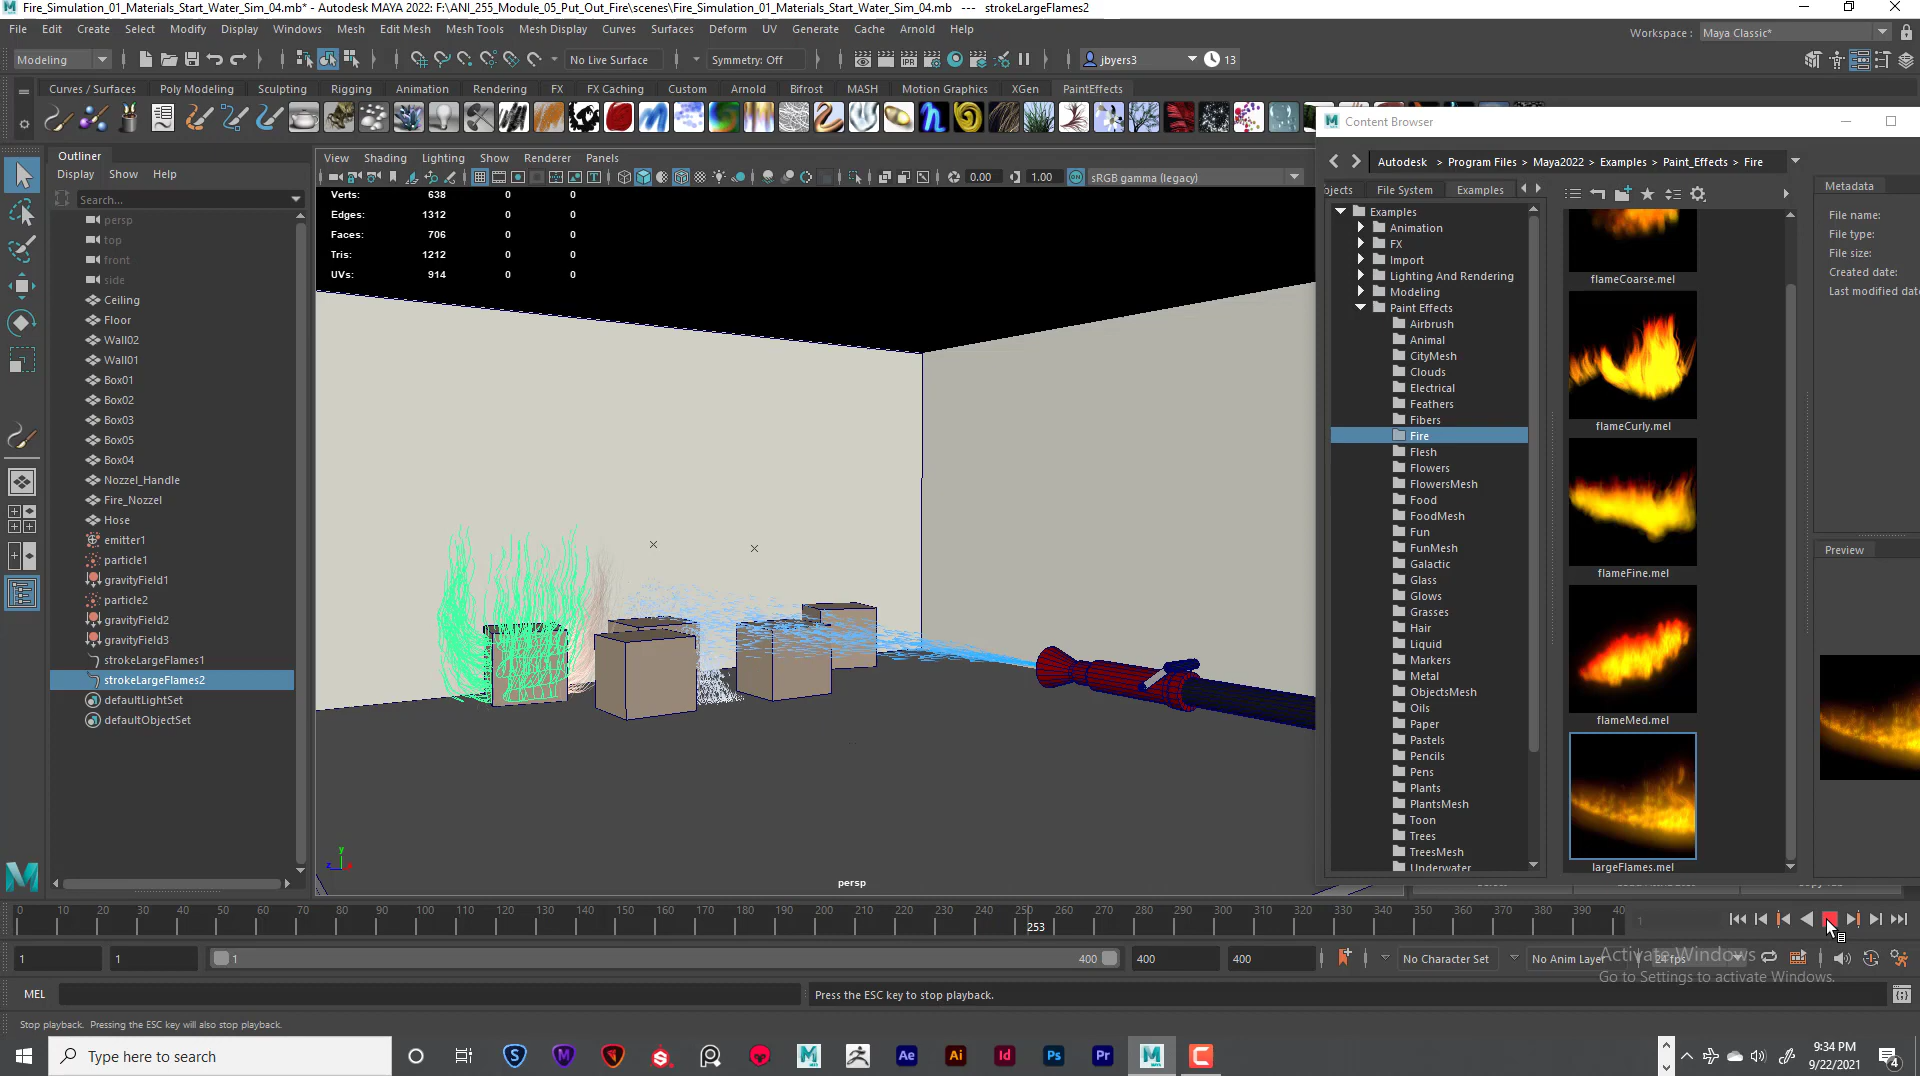 Fire_Simulation_01_Materials_Start_Water_Sim_04.mb* - Autodesk MAYA 2022: F:\ANI_255_Module_05_Put_Out_Fire\scenes\Fire_Simulation_01_Materials_Start_Water_Sim_04.mb --- strokeLargeFlames2
File Edit Create Select Modify Display Windows Mesh Edit Mesh Mesh Tools Mesh Display Curves Surfaces Deform UV Generate Cache Arnold Help
Workspace : Maya Classic*
Modeling No Live Surface Symmetry: Off jbyers3 13
Curves / Surfaces Poly Modeling Sculpting Rigging Animation Rendering FX FX Caching Custom Arnold Bifrost MASH Motion Graphics XGen PaintEffects
Outliner
Display Show Help
Search...
persp
top
front
side
Ceiling
Floor
Wall02
Wall01
Box01
Box02
Box03
Box05
Box04
Nozzel_Handle
Fire_Nozzel
Hose
emitter1
particle1
gravityField1
particle2
gravityField2
gravityField3
strokeLargeFlames1
strokeLargeFlames2
defaultLightSet
defaultObjectSet
View Shading Lighting Show Renderer Panels
0.00 1.00 sRGB gamma (legacy)
Verts: 638 0 0
Edges: 1312 0 0
Faces: 706 0 0
Tris: 1212 0 0
UVs: 914 0 0
persp
Content Browser
Autodesk > Program Files > Maya2022 > Examples > Paint_Effects > Fire
ojects File System Examples
Examples
Animation
FX
Import
Lighting And Rendering
Modeling
Paint Effects
Airbrush
Animal
CityMesh
Clouds
Electrical
Feathers
Fibers
Fire
Flesh
Flowers
FlowersMesh
Food
FoodMesh
Fun
FunMesh
Galactic
Glass
Glows
Grasses
Hair
Liquid
Markers
Metal
ObjectsMesh
Oils
Paper
Pastels
Pencils
Pens
Plants
PlantsMesh
Toon
Trees
TreesMesh
Underwater
flameCoarse.mel
flameCurly.mel
flameFine.mel
flameMed.mel
largeFlames.mel
Metadata
File name:
File type:
File size:
Created date:
Last modified date
Preview
0 10 20 30 40 50 60 70 80 90 100 110 120 130 140 150 160 170 180 190 200 210 220 230 240 250 260 270 280 290 300 310 320 330 340 350 360 370 380 390 40
253
1
1 1 1 400 400 400 No Character Set No Anim Layer 24 fps
Activate Windows
Go to Settings to activate Windows.
MEL Press the ESC key to stop playback.
Stop playback. Pressing the ESC key will also stop playback.
Type here to search
Ae Ai Id Ps Pr
9:34 PM
9/22/2021
4